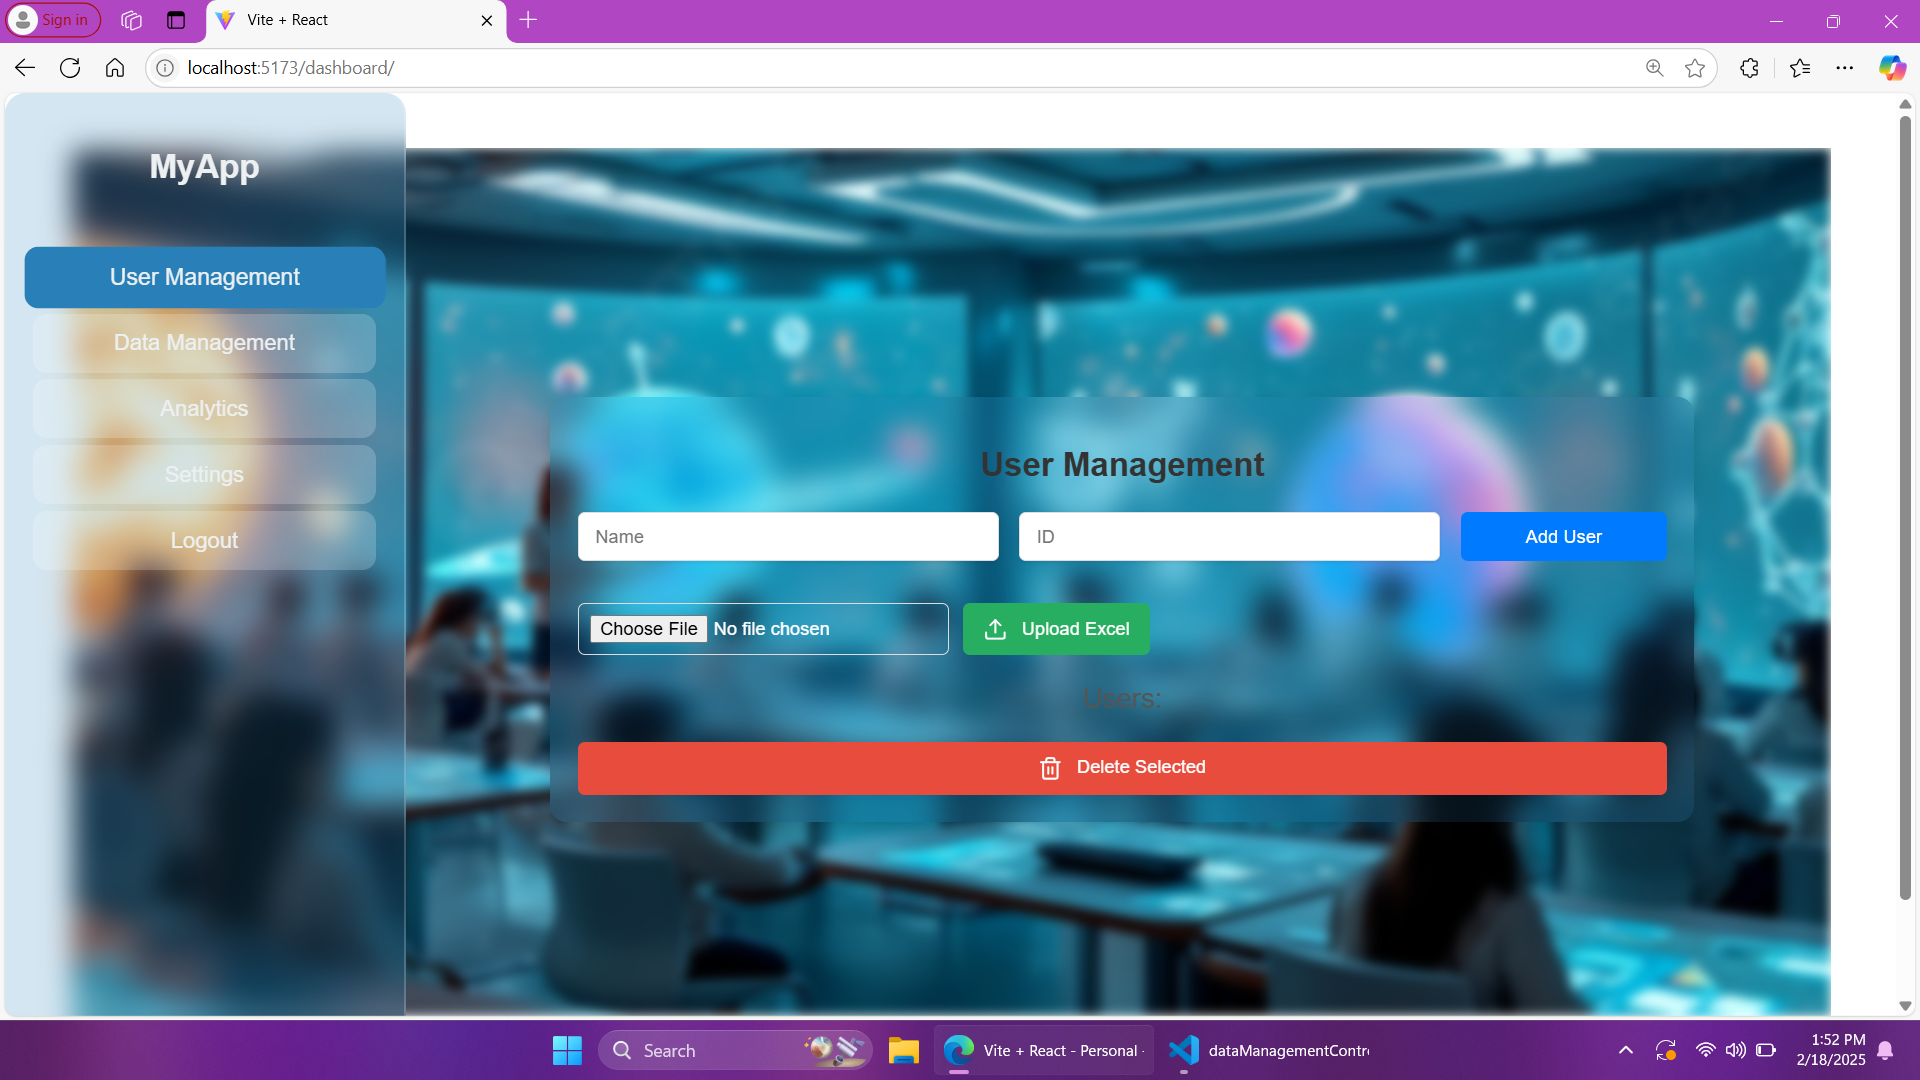 Sign in
Vite + React
localhost:5173/dashboard/
MyApp
User Management
Data Management
Analytics
Settings
Logout
User Management
Name
ID
Add User
Choose File No file chosen
Upload Excel
Users:
Delete Selected
Search
Vite + React - Personal
dataManagementContr
1:52 PM
2/18/2025